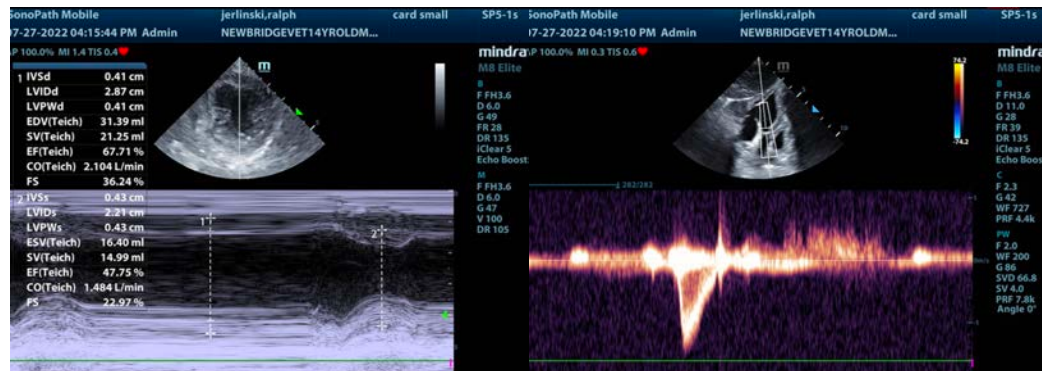 SonoPath Mobile jerlinski,ralph card small SP5-1s
07-27-2022 04:15:44 PM Admin NEWBRIDGEVET14YROLDM...
AP 100.0% MI 1.4 TIS 0.4
mindra
M8 Elite
m
1 IVSd 0.41 cm
LVIDd 2.87 cm
LVPWd 0.41 cm
EDV(Teich) 31.39 ml
SV(Teich) 21.25 ml
EF(Teich) 67.71 %
CO(Teich) 2.104 L/min
FS 36.24 %
2 IVSs 0.43 cm
LVIDs 2.21 cm
LVPWs 0.43 cm
ESV(Teich) 16.40 ml
SV(Teich) 14.99 ml
EF(Teich) 47.75 %
CO(Teich) 1.484 L/min
FS 22.97 %
1
2
B
F FH3.6
D 6.0
G 49
FR 28
DR 135
iClear 5
Echo Boost
M
F FH3.6
D 6.0
G 47
V 100
DR 105
SonoPath Mobile jerlinski,ralph card small SP5-1s
07-27-2022 04:19:10 PM Admin NEWBRIDGEVET14YROLDM...
AP 100.0% MI 0.3 TIS 0.6
mindra
M8 Elite
m
74.2
-74.2
282/282
B
F FH3.6
D 11.0
G 28
FR 39
DR 135
iClear 5
Echo Boost
C
F 2.3
G 42
WF 727
PRF 4.4k
PW
F 2.0
WF 200
G 86
SVD 66.8
SV 4.0
PRF 7.8k
Angle 0°